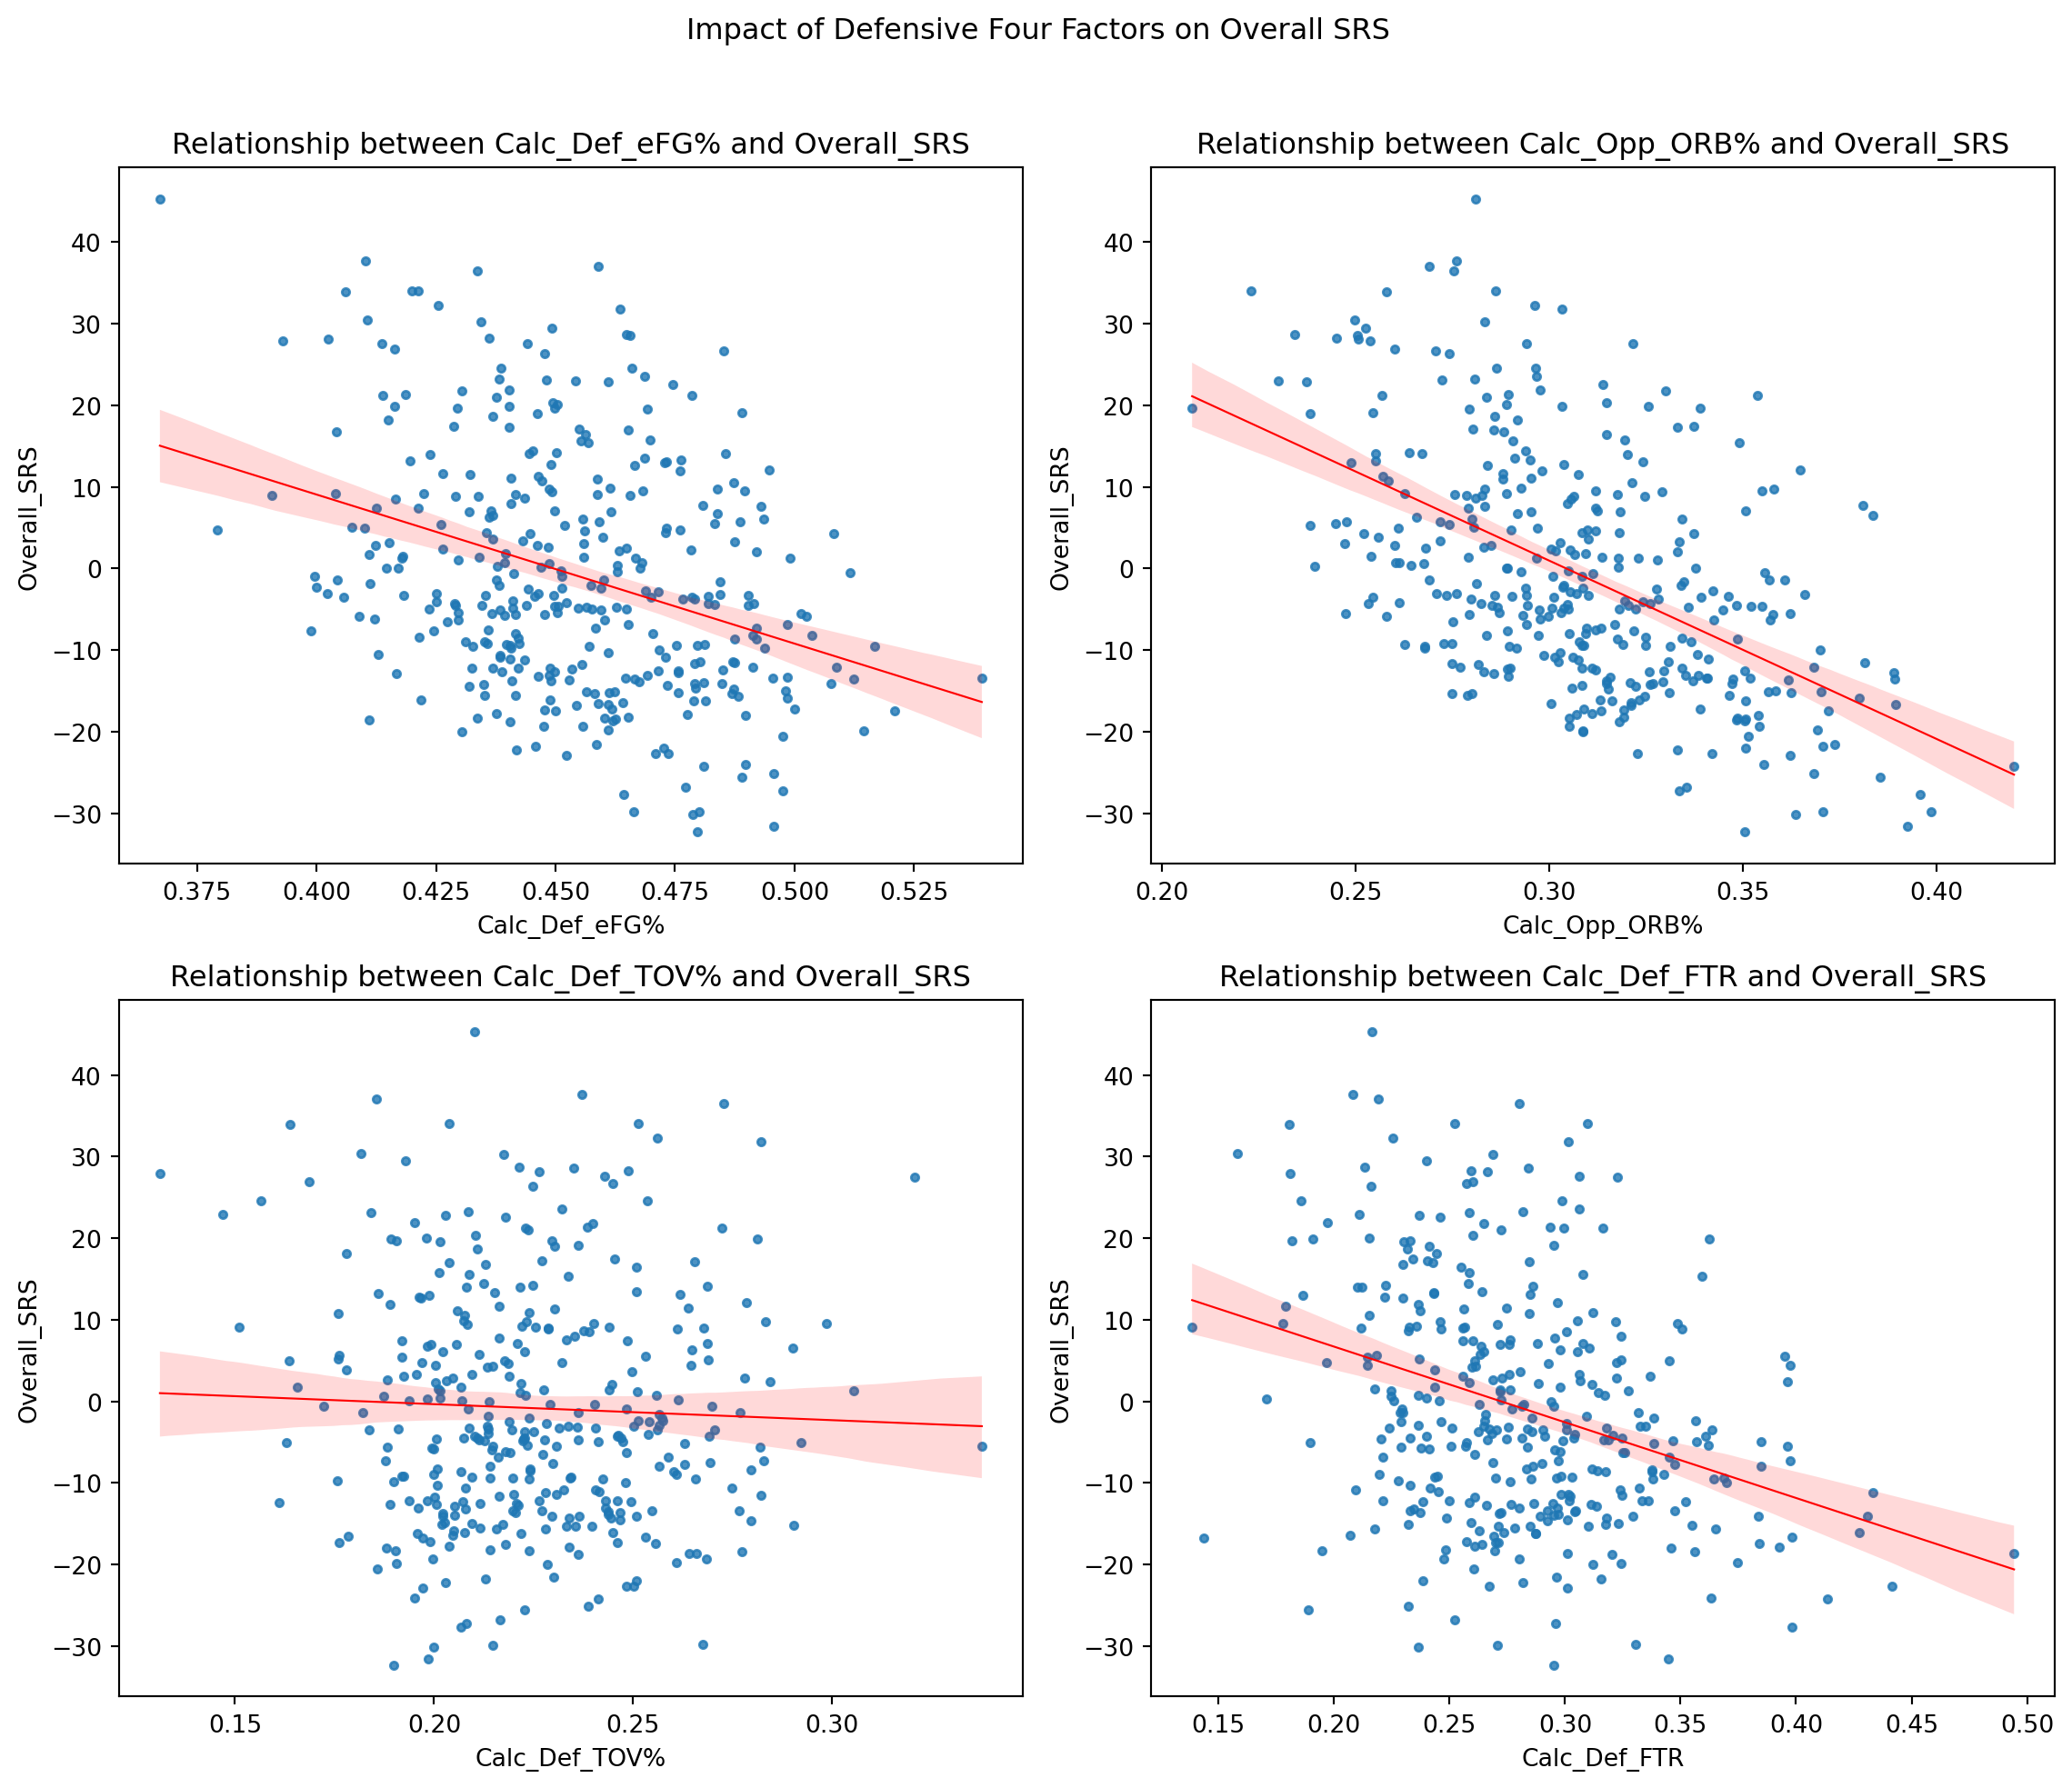 Impact of Defensive Four Factors on Overall SRS
Relationship between Calc_Def_eFG% and Overall_SRS
Overall_SRS
40
30
20
10
0
−10
−20
−30
0.375 0.400 0.425 0.450 0.475 0.500 0.525
Calc_Def_eFG%
Relationship between Calc_Opp_ORB% and Overall_SRS
Overall_SRS
40
30
20
10
0
−10
−20
−30
0.20 0.25 0.30 0.35 0.40
Calc_Opp_ORB%
Relationship between Calc_Def_TOV% and Overall_SRS
Overall_SRS
40
30
20
10
0
−10
−20
−30
0.15 0.20 0.25 0.30
Calc_Def_TOV%
Relationship between Calc_Def_FTR and Overall_SRS
Overall_SRS
40
30
20
10
0
−10
−20
−30
0.15 0.20 0.25 0.30 0.35 0.40 0.45 0.50
Calc_Def_FTR